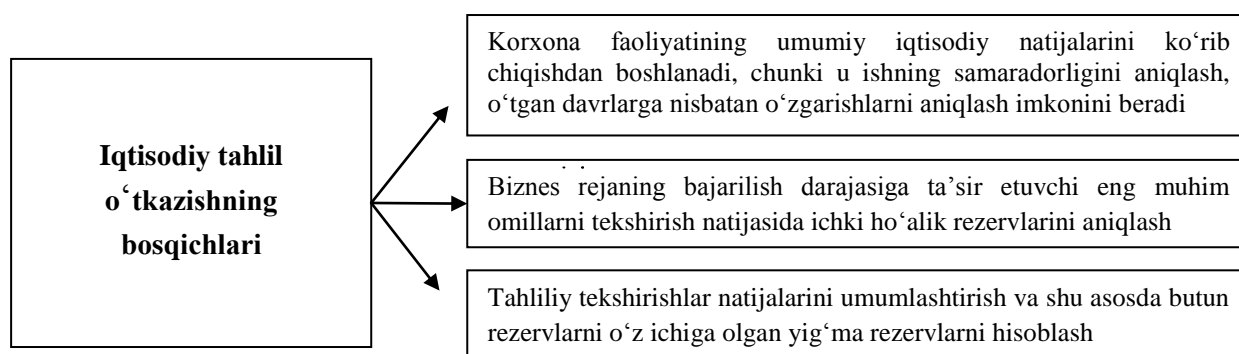 Iqtisodiy tahlil
oʻtkazishning
bosqichlari
Korxona faoliyatining umumiy iqtisodiy natijalarini ko‘rib
chiqishdan boshlanadi, chunki u ishning samaradorligini aniqlash,
o‘tgan davrlarga nisbatan o‘zgarishlarni aniqlash imkonini beradi
Biznes rejaning bajarilish darajasiga ta’sir etuvchi eng muhim
omillarni tekshirish natijasida ichki ho‘alik rezervlarini aniqlash
Tahliliy tekshirishlar natijalarini umumlashtirish va shu asosda butun
rezervlarni o‘z ichiga olgan yig‘ma rezervlarni hisoblash